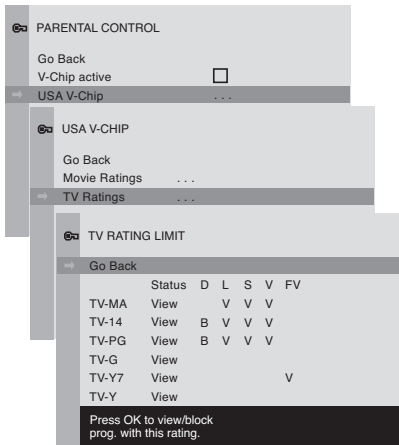 PARENTAL CONTROL
Go Back
V-Chip active
USA V-Chip . . .
USA V-CHIP
Go Back
Movie Ratings . . .
TV Ratings . . .
TV RATING LIMIT
Go Back
Status D L S V FV
TV-MA View V V V
TV-14 View B V V V
TV-PG View B V V V
TV-G View
TV-Y7 View V
TV-Y View
Press OK to view/block
prog. with this rating.